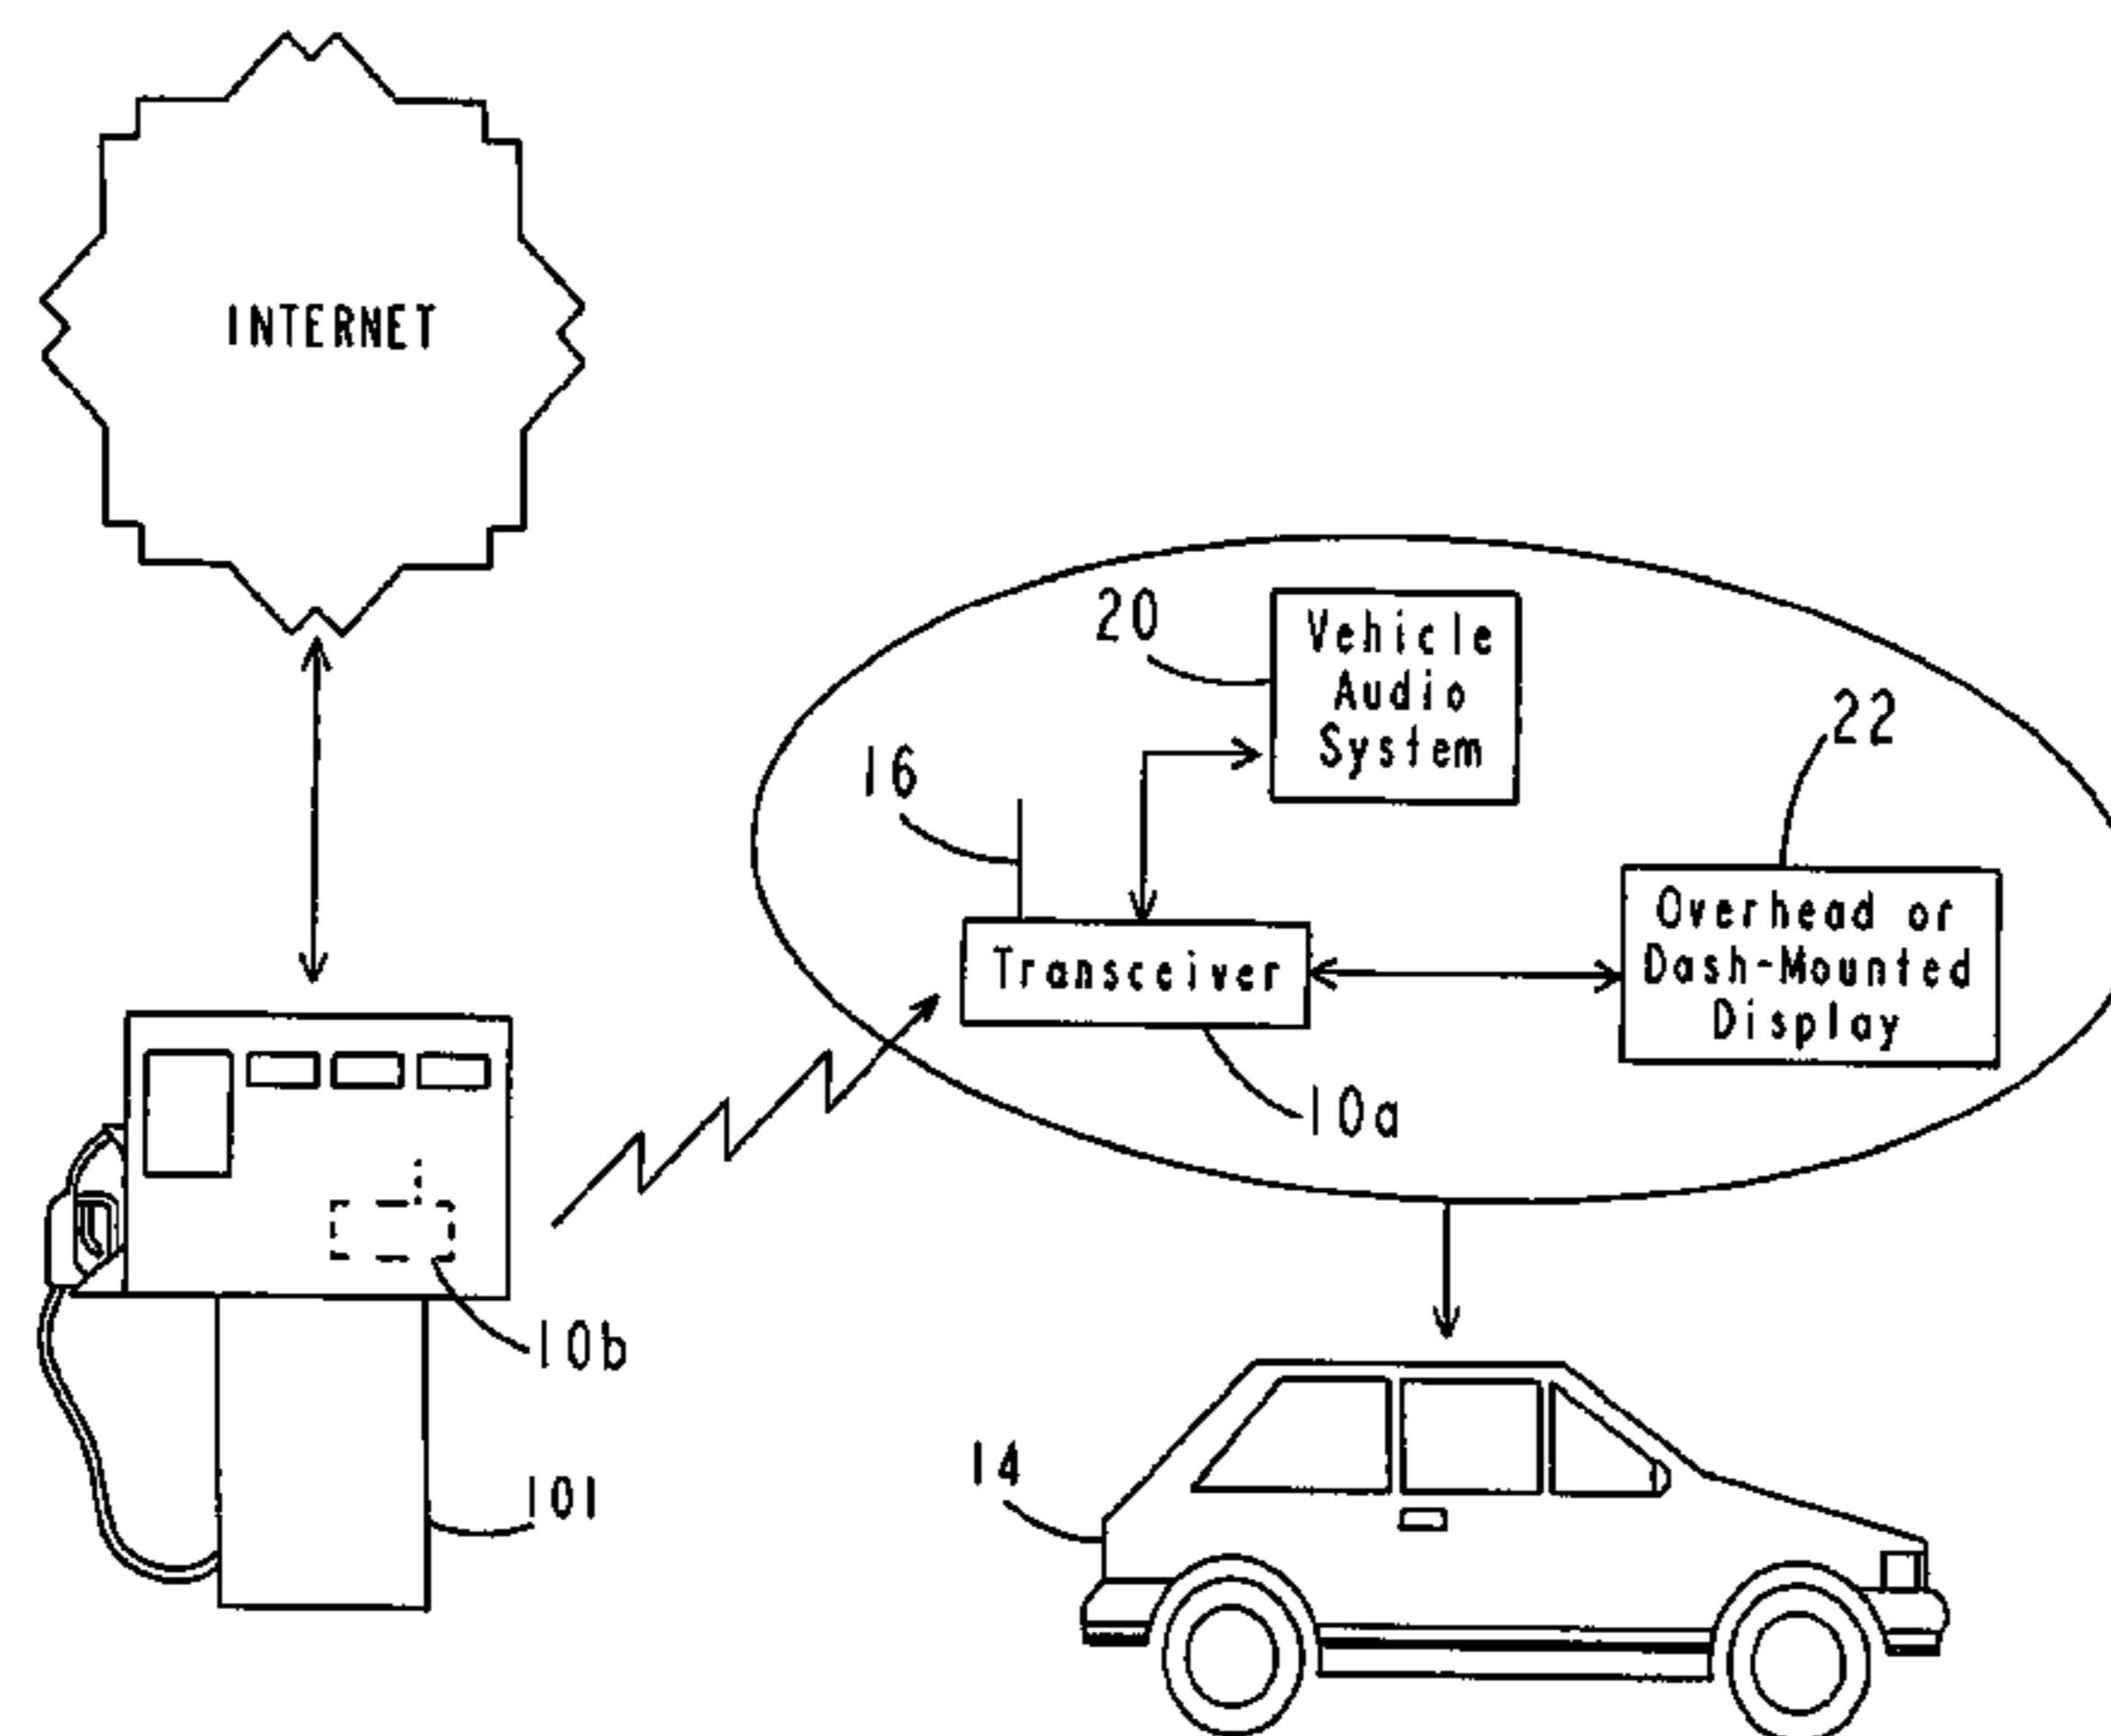 INTERNET
20
Vehicle
Audio
System
22
16
Overhead or
Dash-Mounted
Display
Transceiver
10a
10b
14
101